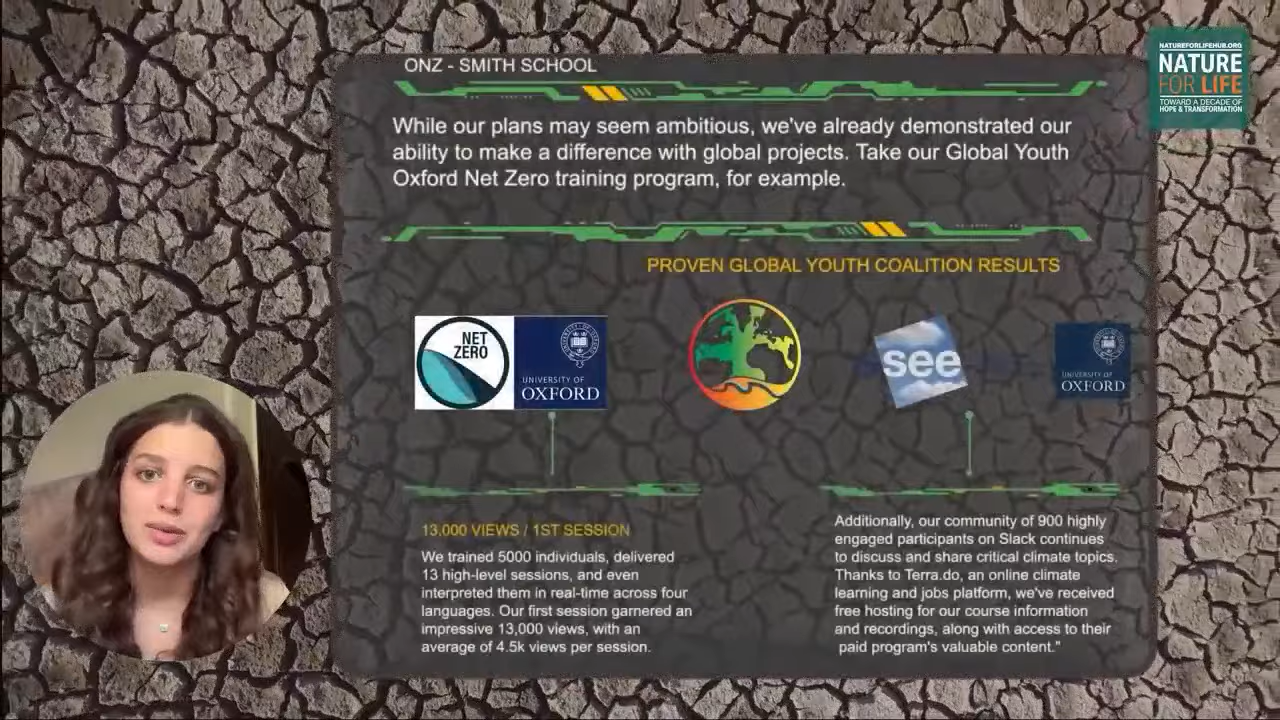 ONZ - SMITH SCHOOL
NATUREFORLIFEHUB.ORG
NATURE
FOR LIFE
TOWARD A DECADE OF
HOPE & TRANSFORMATION
While our plans may seem ambitious, we've already demonstrated our
ability to make a difference with global projects. Take our Global Youth
Oxford Net Zero training program, for example.
PROVEN GLOBAL YOUTH COALITION RESULTS
NET
ZERO
UNIVERSITY OF
OXFORD
see
UNIVERSITY OF
OXFORD
13,000 VIEWS / 1ST SESSION
We trained 5000 individuals, delivered
13 high-level sessions, and even
interpreted them in real-time across four
languages. Our first session garnered an
impressive 13,000 views, with an
average of 4.5k views per session.
Additionally, our community of 900 highly
engaged participants on Slack continues
to discuss and share critical climate topics.
Thanks to Terra.do, an online climate
learning and jobs platform, we've received
free hosting for our course information
and recordings, along with access to their
paid program's valuable content."